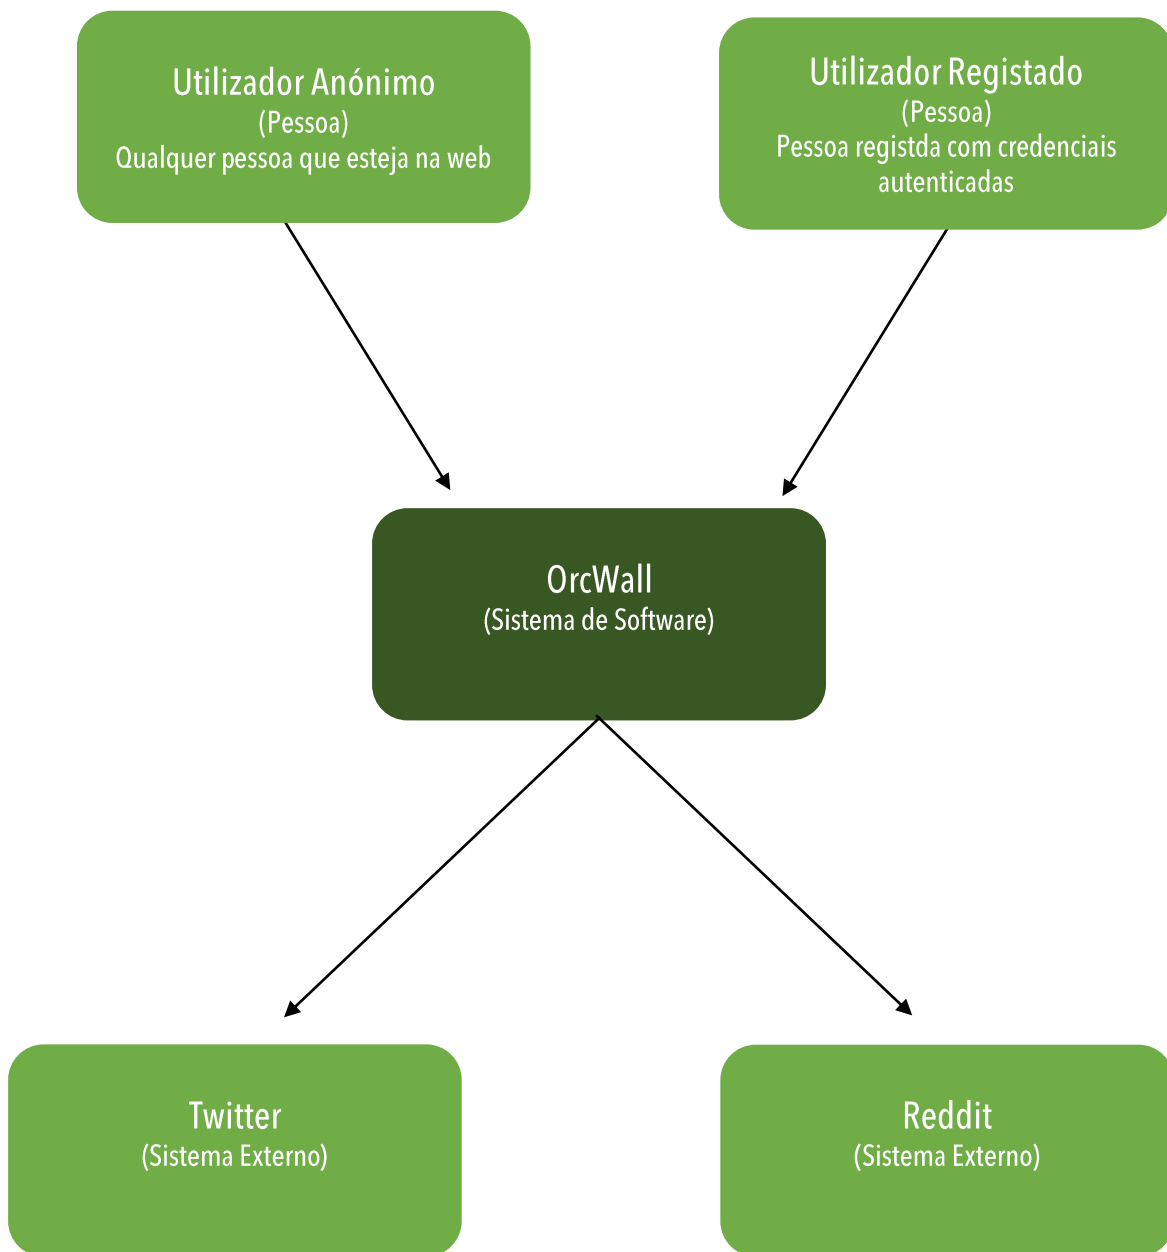 Utilizador Anónimo
(Pessoa)
Qualquer pessoa que esteja na web
Utilizador Registado
(Pessoa)
Pessoa registda com credenciais
autenticadas
OrcWall
(Sistema de Software)
Twitter
(Sistema Externo)
Reddit
(Sistema Externo)